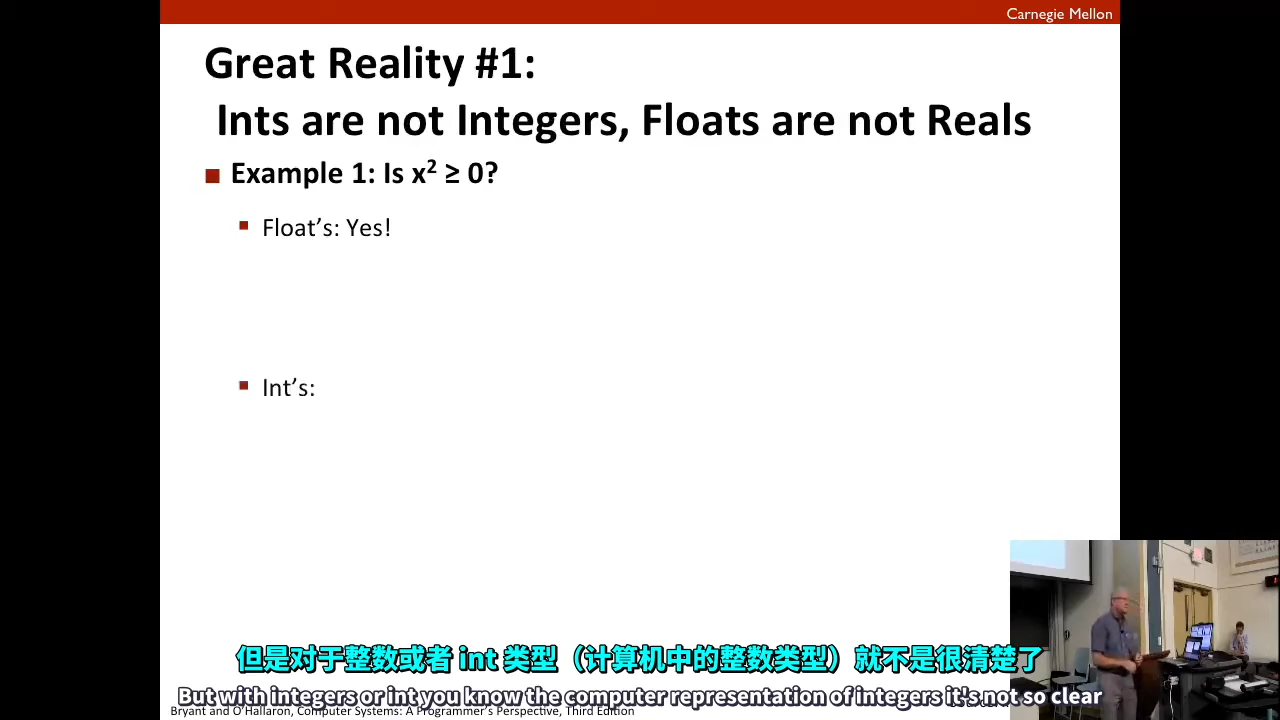 Carnegie Mellon
Great Reality #1:
Ints are not Integers, Floats are not Reals
Example 1: Is x² ≥ 0?
Float’s: Yes!
Int’s:
但是对于整数或者 int 类型（计算机中的整数类型）就不是很清楚了
But with integers or int you know the computer representation of integers it's not so clear
Bryant and O’Hallaron, Computer Systems: A Programmer’s Perspective, Third Edition